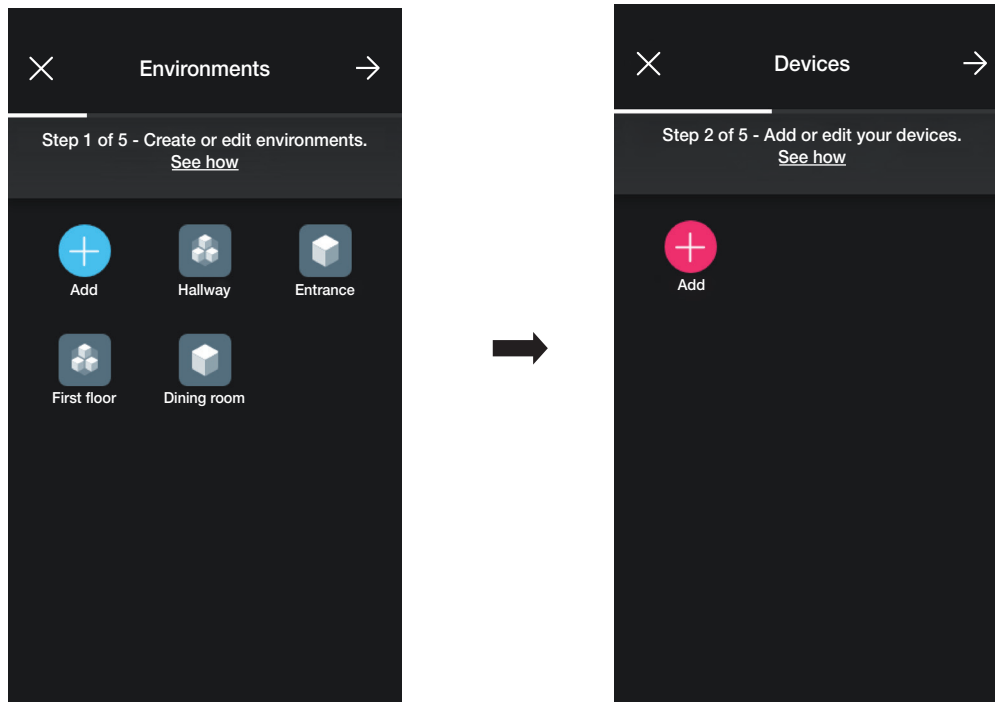 Environments
Step 1 of 5 - Create or edit environments.
See how
Add
Hallway
Entrance
First floor
Dining room
Devices
Step 2 of 5 - Add or edit your devices.
See how
Add